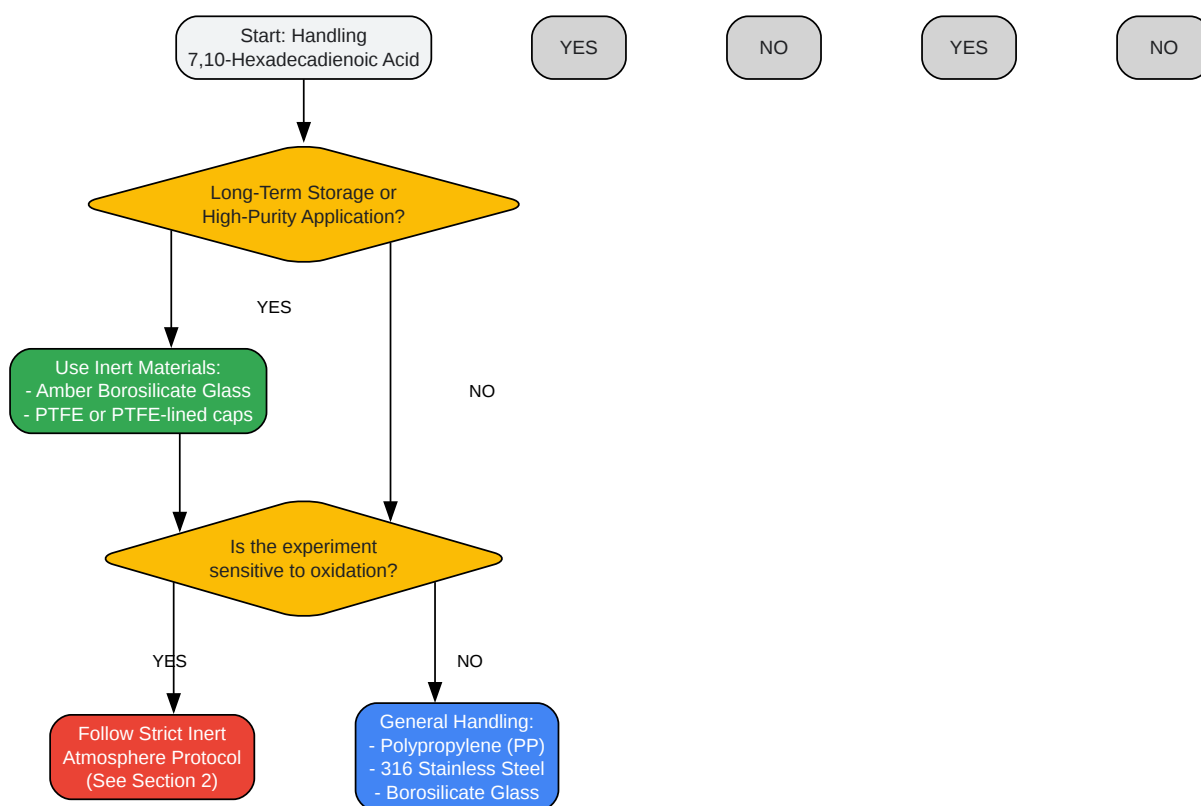 Start: Handling
7,10-Hexadecadienoic Acid
YES
NO
YES
NO
Long-Term Storage or
High-Purity Application?
YES
Use Inert Materials:
- Amber Borosilicate Glass
- PTFE or PTFE-lined caps
NO
Is the experiment
sensitive to oxidation?
YES
NO
Follow Strict Inert
Atmosphere Protocol
(See Section 2)
General Handling:
- Polypropylene (PP)
- 316 Stainless Steel
- Borosilicate Glass